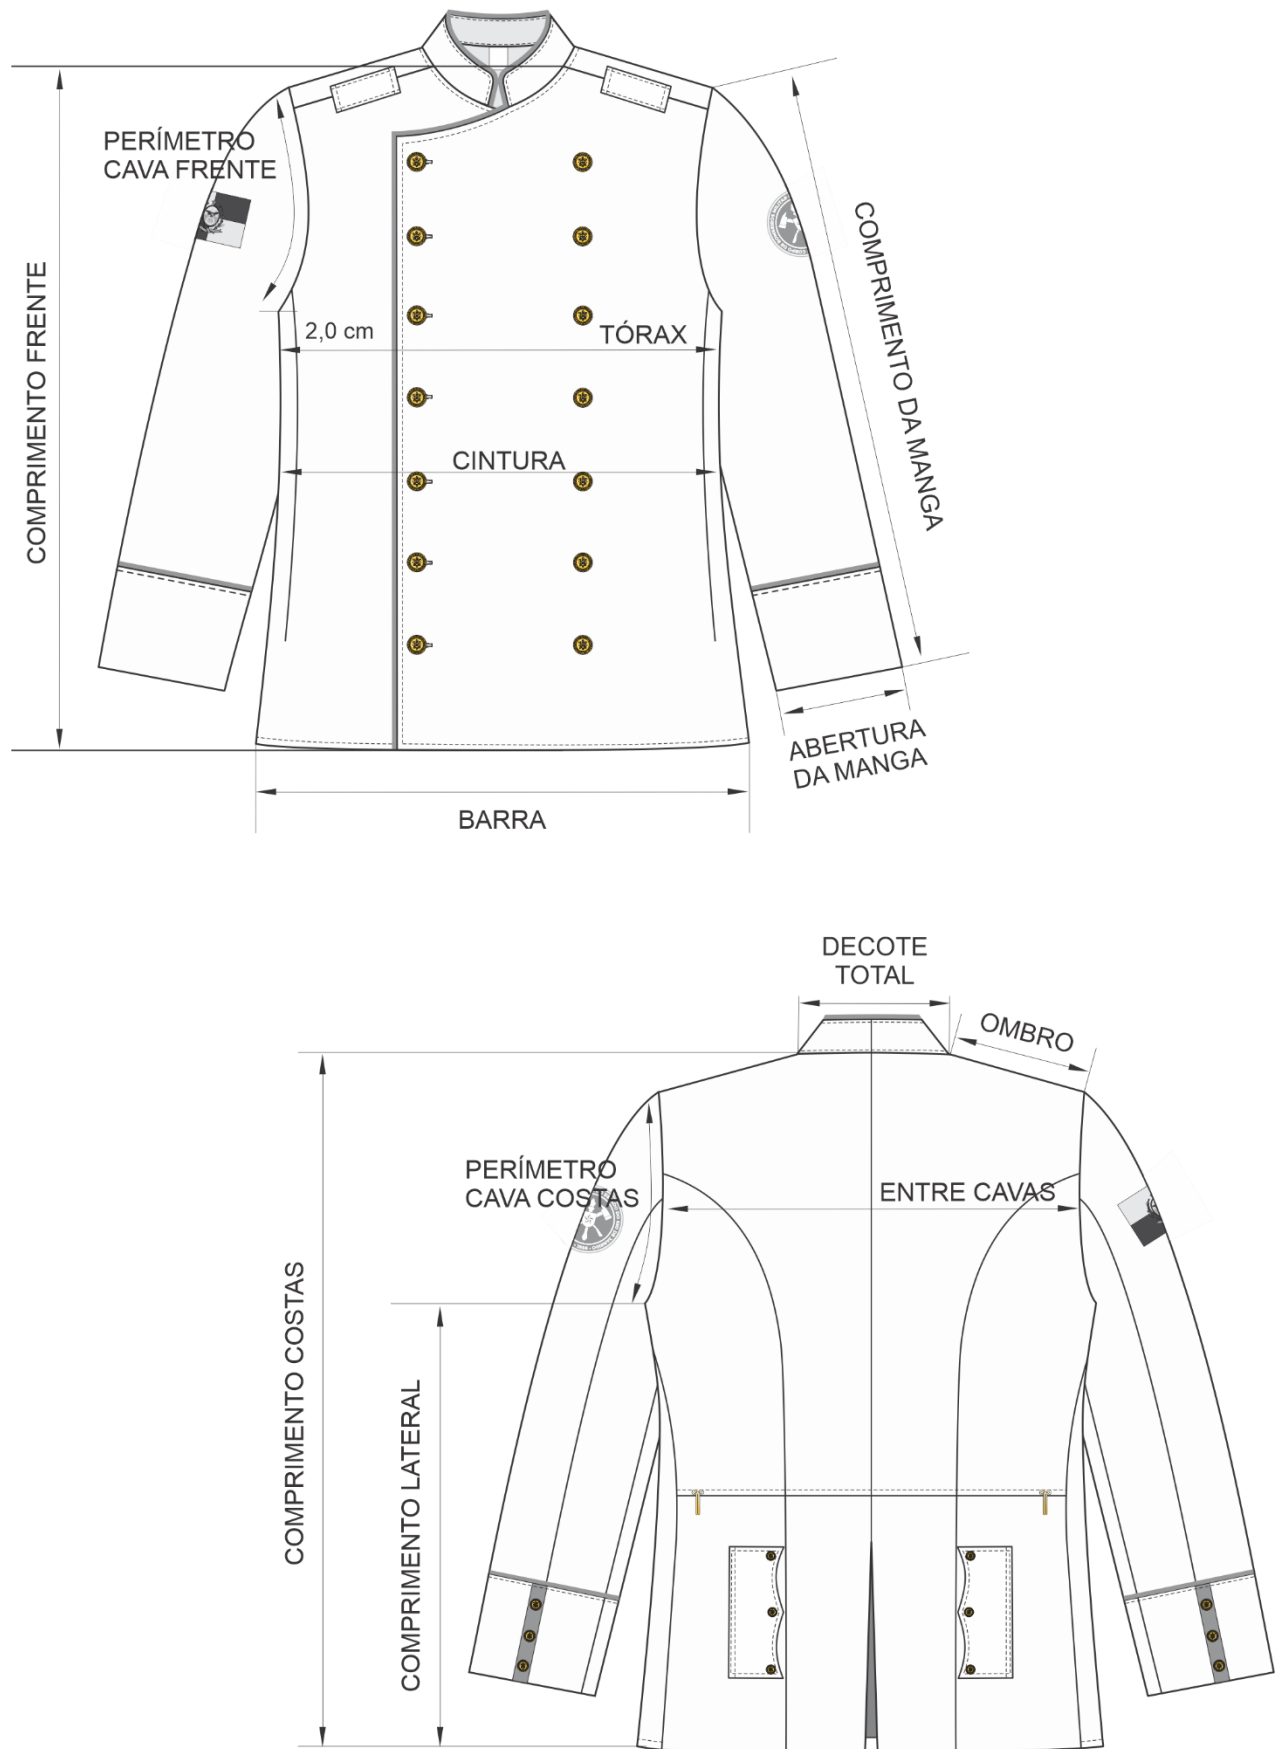 PERÍMETRO
CAVA FRENTE
COMPRIMENTO FRENTE
2,0 cm
TÓRAX
COMPRIMENTO DA MANGA
CINTURA
ABERTURA
DA MANGA
BARRA
DECOTE
TOTAL
OMBRO
PERÍMETRO
CAVA COSTAS
ENTRE CAVAS
COMPRIMENTO COSTAS
COMPRIMENTO LATERAL